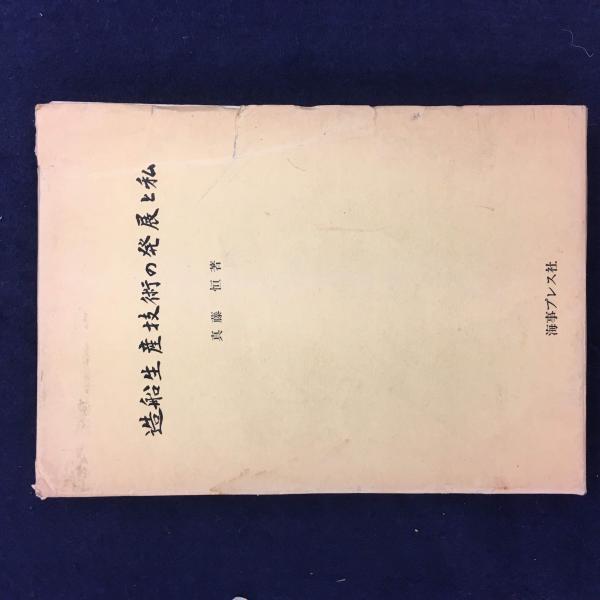 造船生産技術の発展と私
真藤恒著
海事プレス社